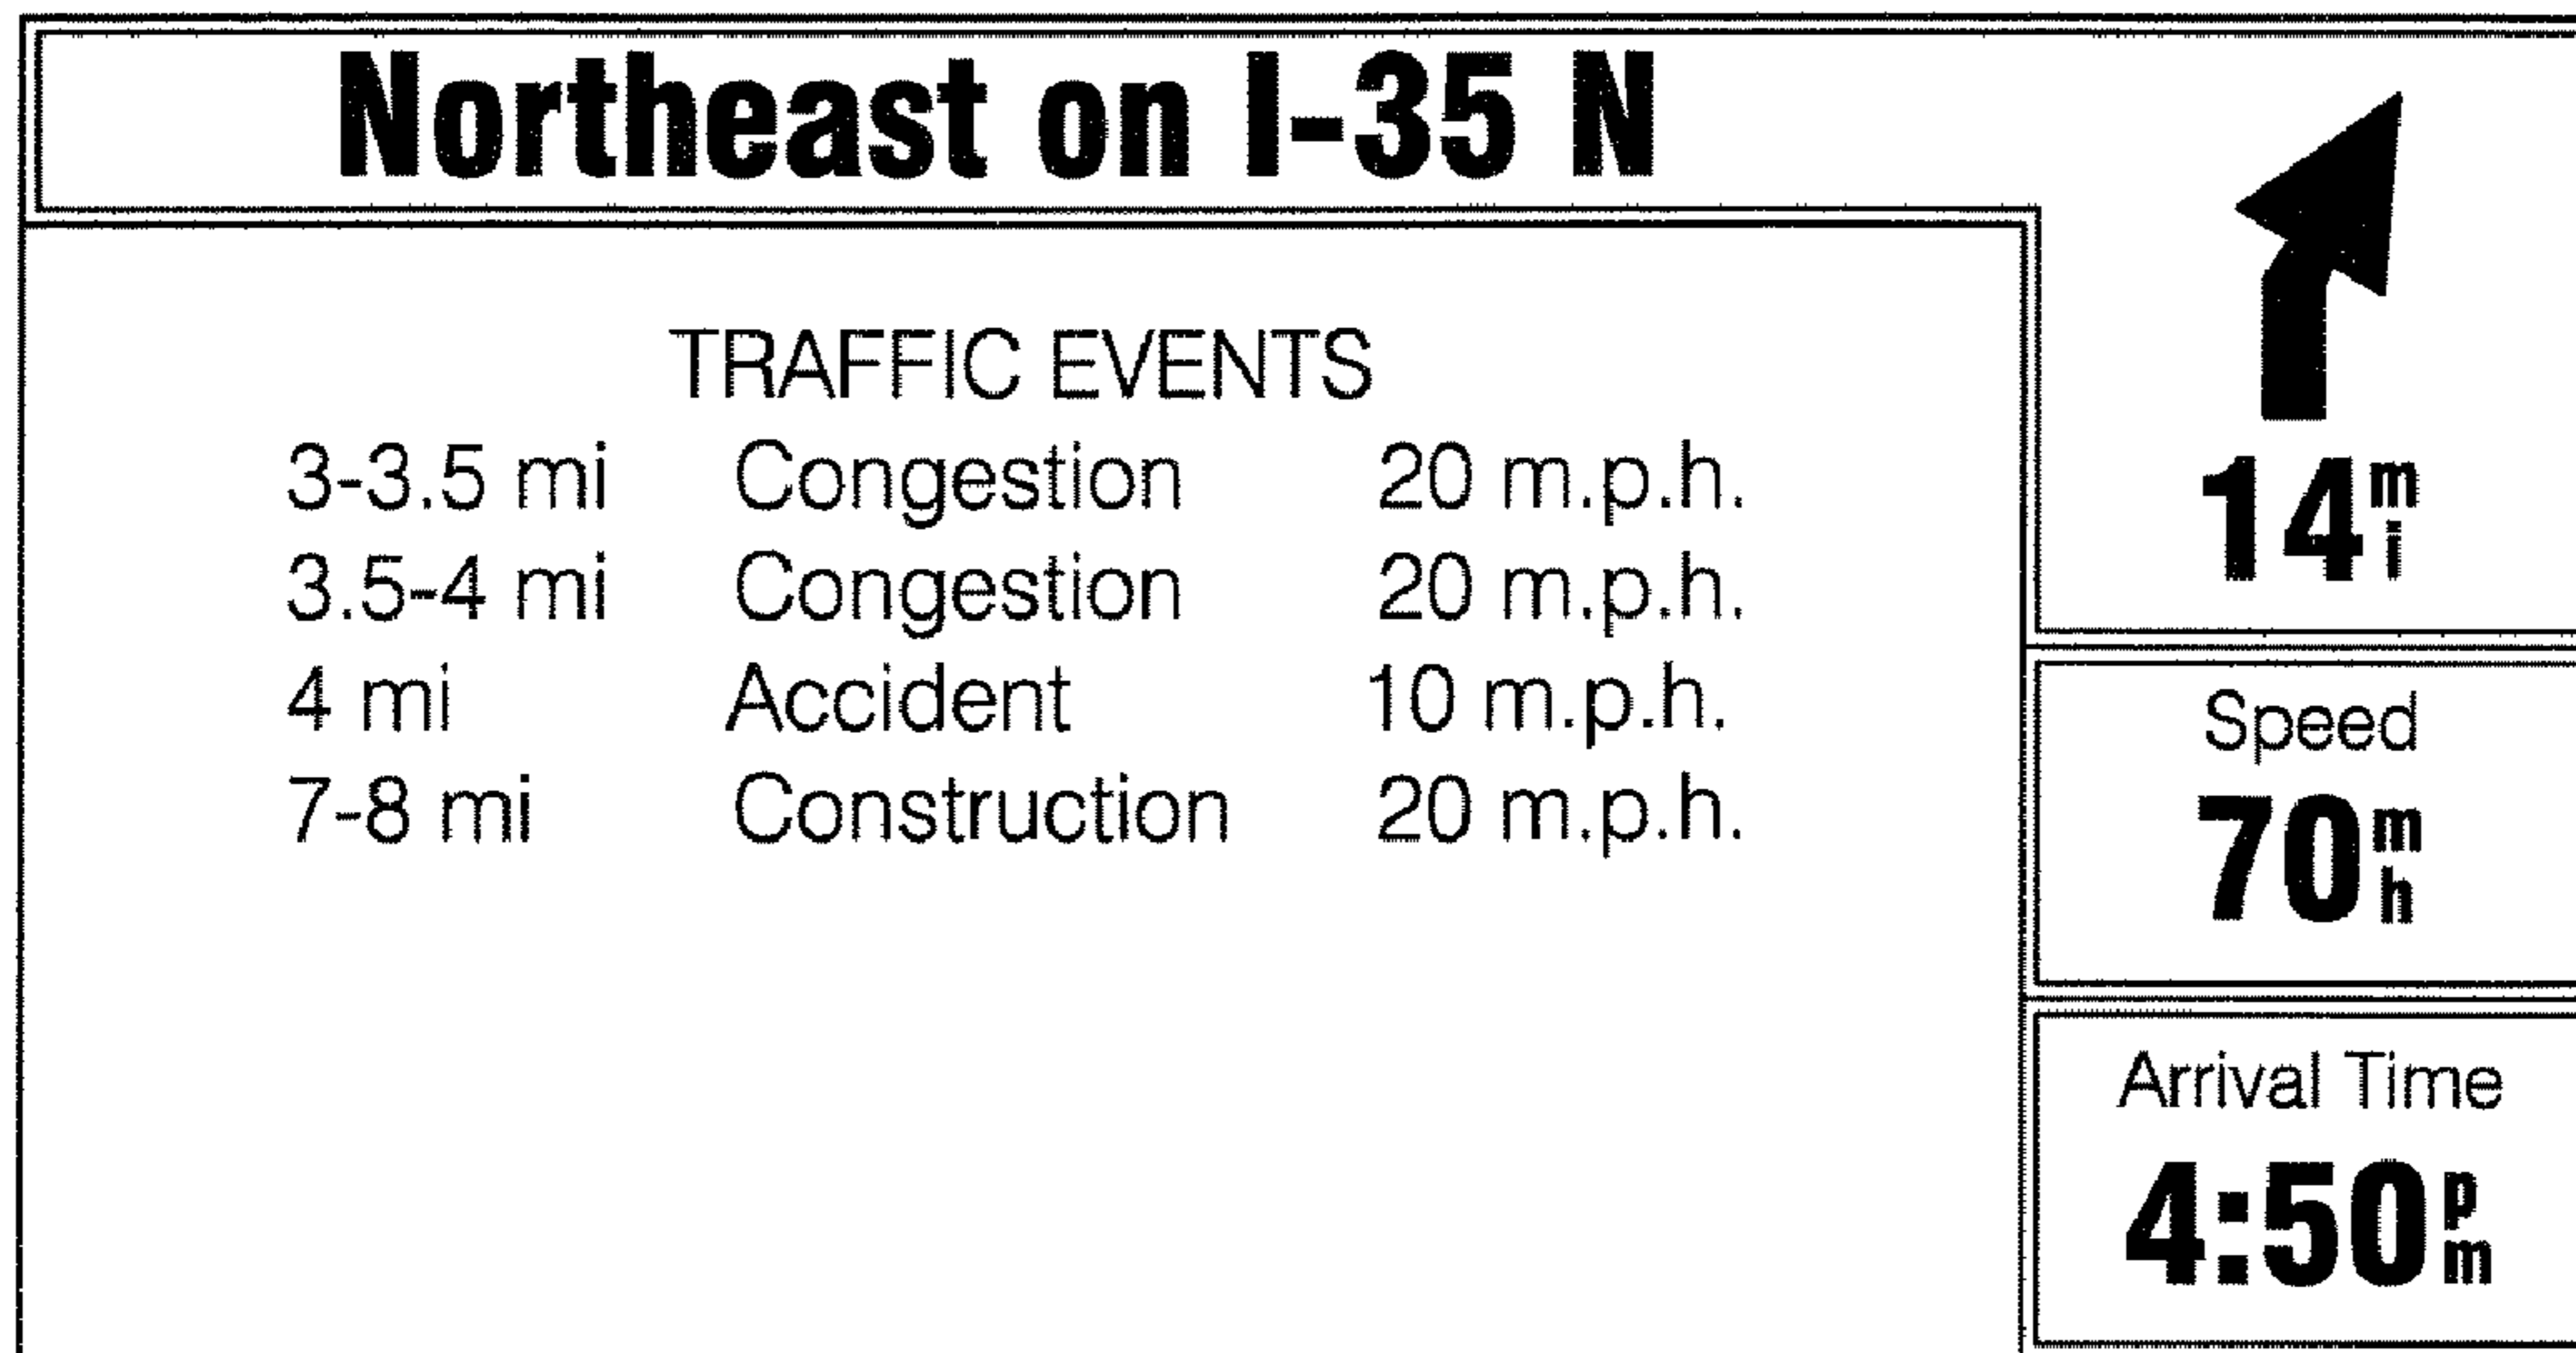 Northeast on I-35 N
TRAFFIC EVENTS
3-3.5 mi Congestion 20 m.p.h.
3.5-4 mi Congestion 20 m.p.h.
4 mi Accident 10 m.p.h.
7-8 mi Construction 20 m.p.h.
14 mi
Speed
70 mh
Arrival Time
4:50 pm